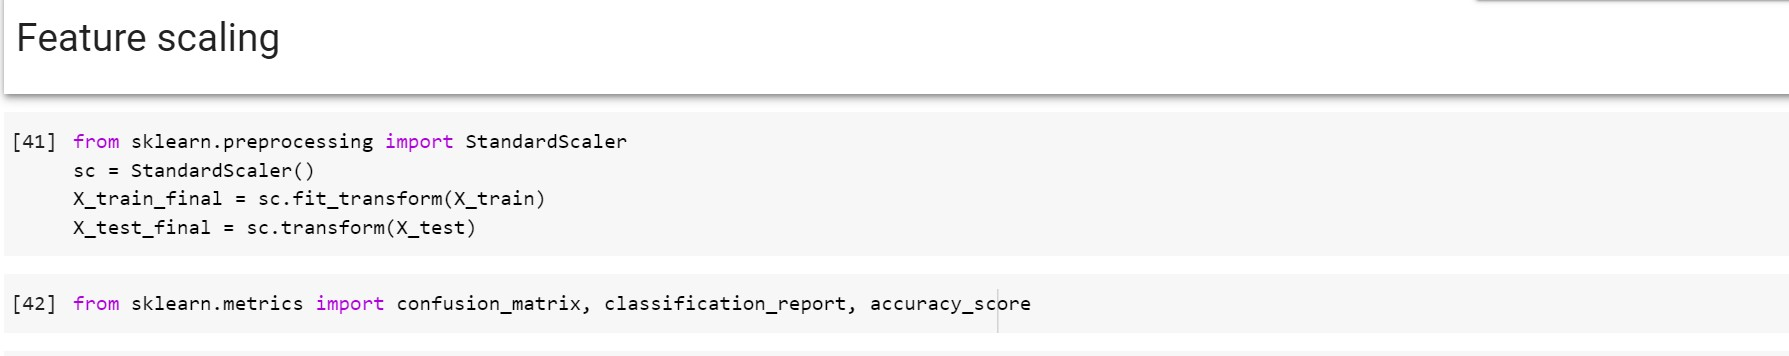 Feature scaling
[41] from sklearn.preprocessing import StandardScaler
sc = StandardScaler()
X_train_final = sc.fit_transform(X_train)
X_test_final = sc.transform(X_test)
[42] from sklearn.metrics import confusion_matrix, classification_report, accuracy_score